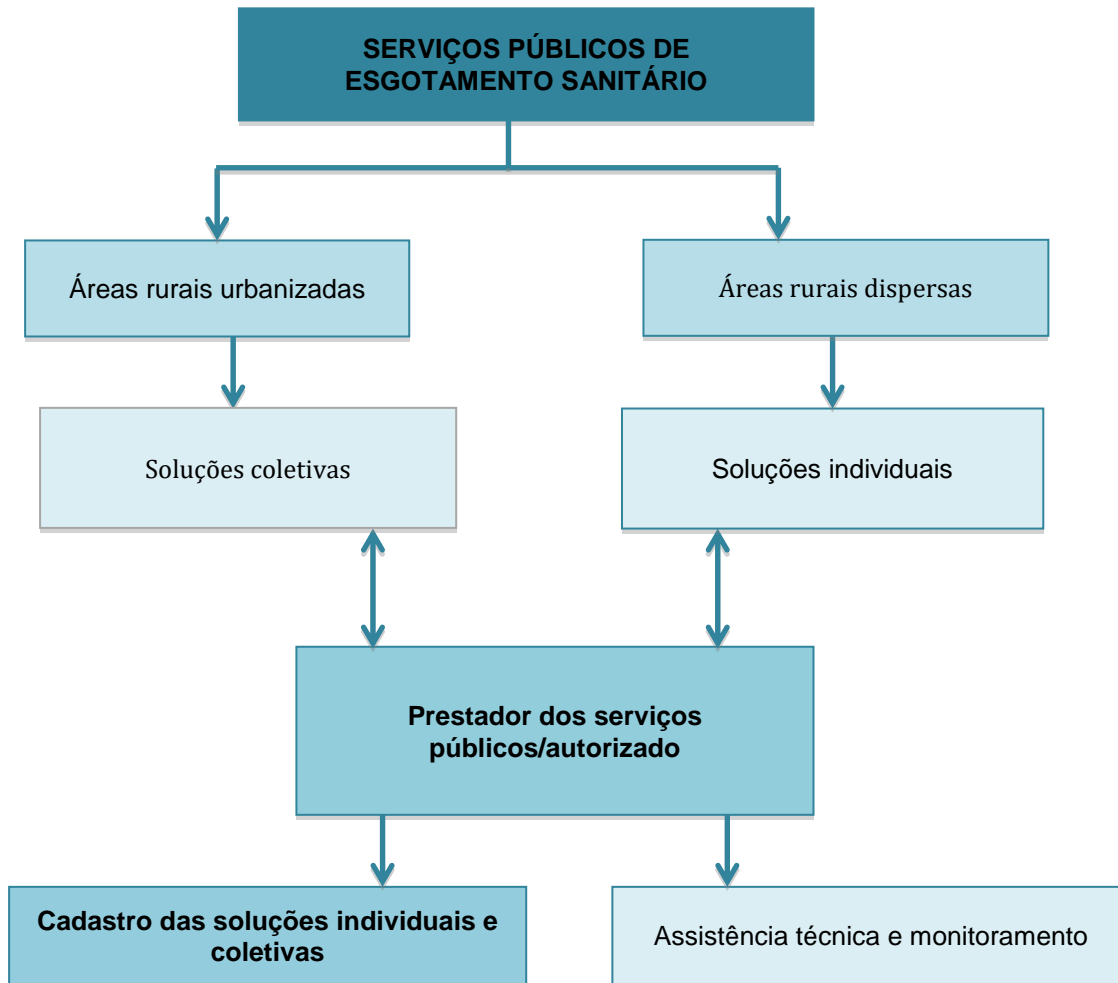 SERVIÇOS PÚBLICOS DE
ESGOTAMENTO SANITÁRIO
Áreas rurais urbanizadas
Áreas rurais dispersas
Soluções coletivas
Soluções individuais
Prestador dos serviços
públicos/autorizado
Cadastro das soluções individuais e
coletivas
Assistência técnica e monitoramento